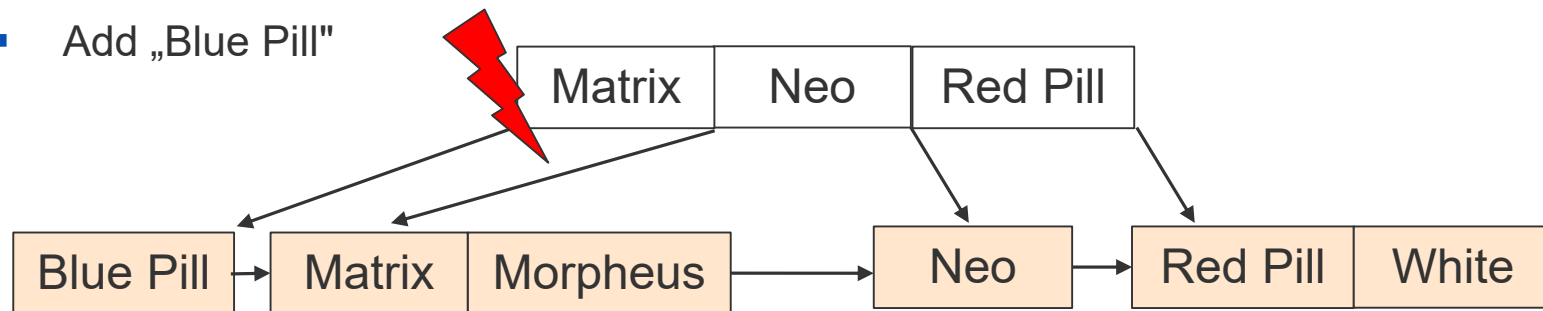 Add „Blue Pill"
Matrix Neo Red Pill
Blue Pill Matrix Morpheus Neo Red Pill White